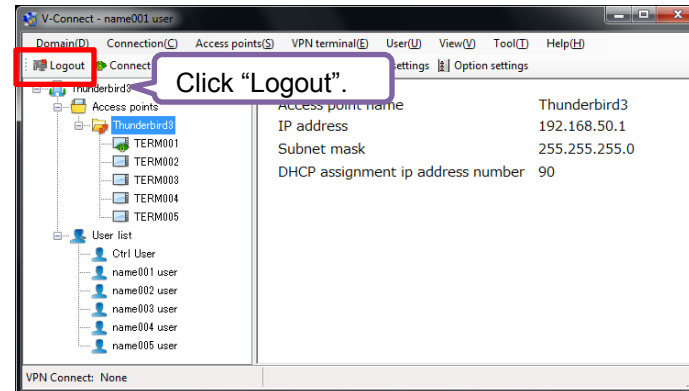 V-Connect - name001 user
Domain(D) Connection(C) Access points(S) VPN terminal(E) User(U) View(V) Tool(T) Help(H)
Logout Connect settings Option settings
Click “Logout”.
Thunderbird3
Access points
Thunderbird3
TERM001
TERM002
TERM003
TERM004
TERM005
User list
Ctrl User
name001 user
name002 user
name003 user
name004 user
name005 user
Access point name Thunderbird3
IP address 192.168.50.1
Subnet mask 255.255.255.0
DHCP assignment ip address number 90
VPN Connect: None